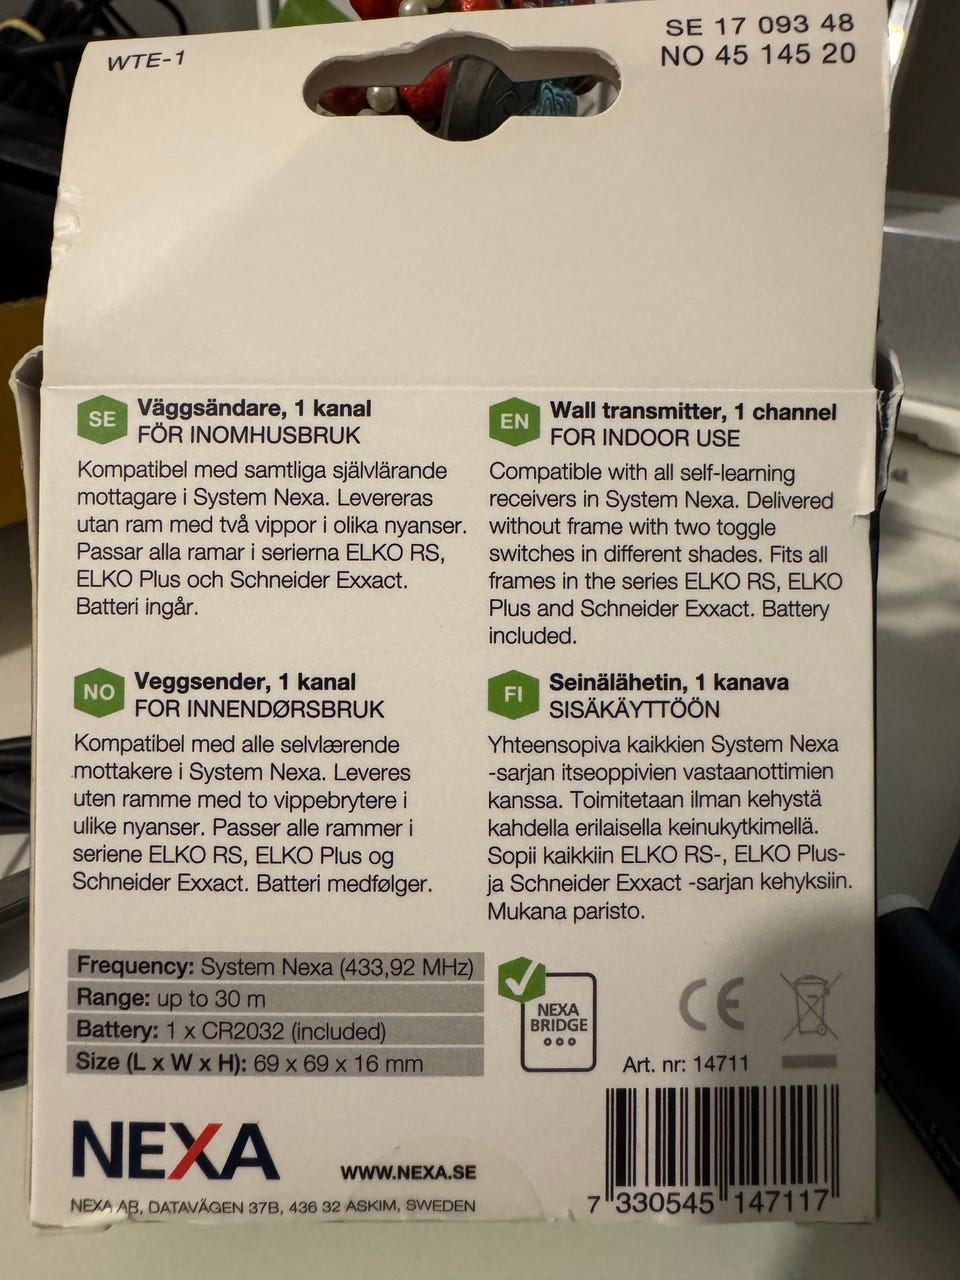 WTE-1
SE 17 093 48
NO 45 145 20
SE
Väggsändare, 1 kanal
FÖR INOMHUSBRUK
Kompatibel med samtliga självlärande
mottagare i System Nexa. Levereras
utan ram med två vippor i olika nyanser.
Passar alla ramar i serierna ELKO RS,
ELKO Plus och Schneider Exxact.
Batteri ingår.
EN
Wall transmitter, 1 channel
FOR INDOOR USE
Compatible with all self-learning
receivers in System Nexa. Delivered
without frame with two toggle
switches in different shades. Fits all
frames in the series ELKO RS, ELKO
Plus and Schneider Exxact. Battery
included.
NO
Veggsender, 1 kanal
FOR INNENDØRSBRUK
Kompatibel med alle selvlærende
mottakere i System Nexa. Leveres
uten ramme med to vippebrytere i
ulike nyanser. Passer alle rammer i
seriene ELKO RS, ELKO Plus og
Schneider Exxact. Batteri medfølger.
FI
Seinälähetin, 1 kanava
SISÄKÄYTTÖÖN
Yhteensopiva kaikkien System Nexa
-sarjan itseoppivien vastaanottimien
kanssa. Toimitetaan ilman kehystä
kahdella erilaisella keinukytkimellä.
Sopii kaikkiin ELKO RS-, ELKO Plus-
ja Schneider Exxact -sarjan kehyksiin.
Mukana paristo.
Frequency: System Nexa (433,92 MHz)
Range: up to 30 m
Battery: 1 x CR2032 (included)
Size (L x W x H): 69 x 69 x 16 mm
NEXA
BRIDGE
CE
Art. nr: 14711
NEXA
WWW.NEXA.SE
NEXA AB, DATAVÄGEN 37B, 436 32 ASKIM, SWEDEN
7 330545 147117